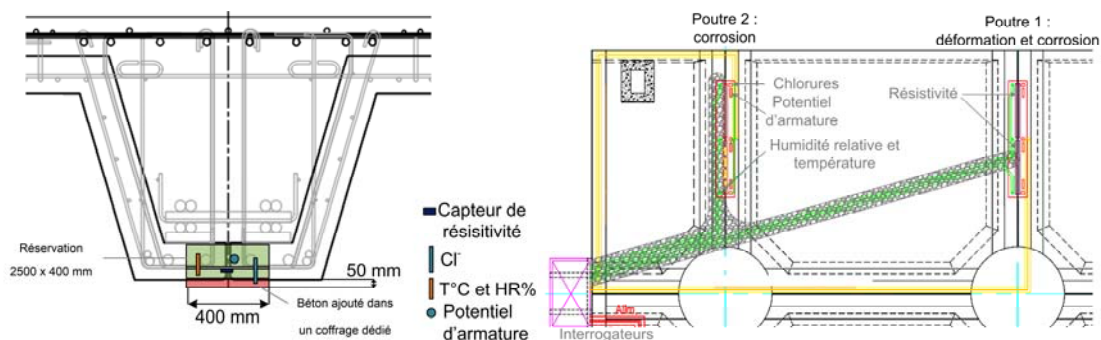 Réservation
2500 x 400 mm
400 mm
50 mm
Béton ajouté dans
un coffrage dédié
Capteur de
résisitivité
Cl⁻
T°C et HR%
Potentiel
d'armature
Poutre 2 :
corrosion
Poutre 1 :
déformation et corrosion
Chlorures
Potentiel
d'armature
Résistivité
Humidité relative et
température
Alim
Interrogateurs